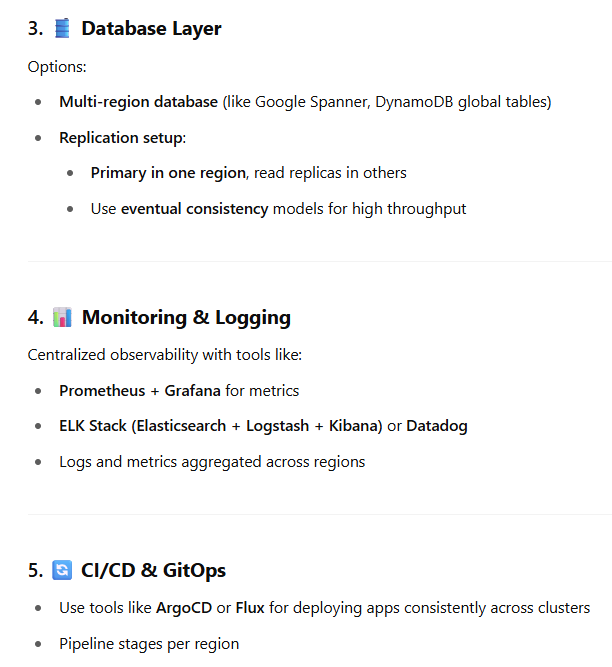 3. 🛢️ Database Layer
Options:
• Multi-region database (like Google Spanner, DynamoDB global tables)
• Replication setup:
• Primary in one region, read replicas in others
• Use eventual consistency models for high throughput
4. 📊 Monitoring & Logging
Centralized observability with tools like:
• Prometheus + Grafana for metrics
• ELK Stack (Elasticsearch + Logstash + Kibana) or Datadog
• Logs and metrics aggregated across regions
5. 🔄 CI/CD & GitOps
• Use tools like ArgoCD or Flux for deploying apps consistently across clusters
• Pipeline stages per region